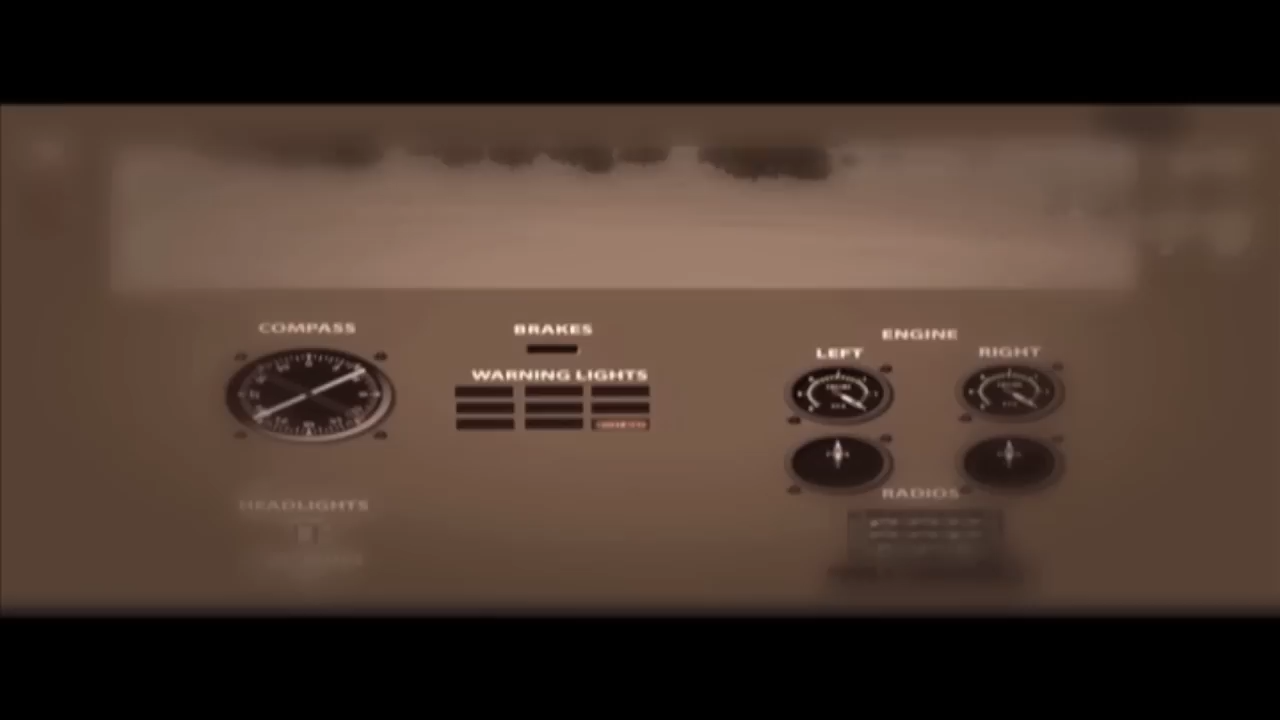 COMPASS
BRAKES
ENGINE
LEFT
RIGHT
WARNING LIGHTS
RADIOS
HEADLIGHTS